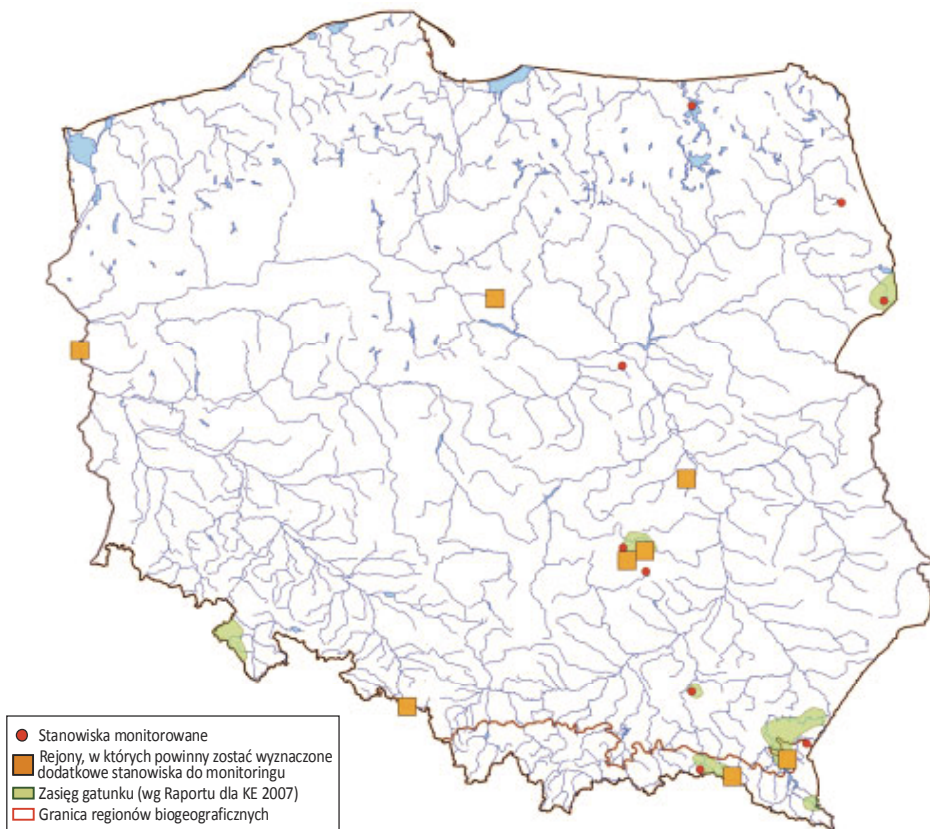 Stanowiska monitorowane
Rejony, w których powinny zostać wyznaczone
dodatkowe stanowiska do monitoringu
Zasięg gatunku (wg Raportu dla KE 2007)
Granica regionów biogeograficznych